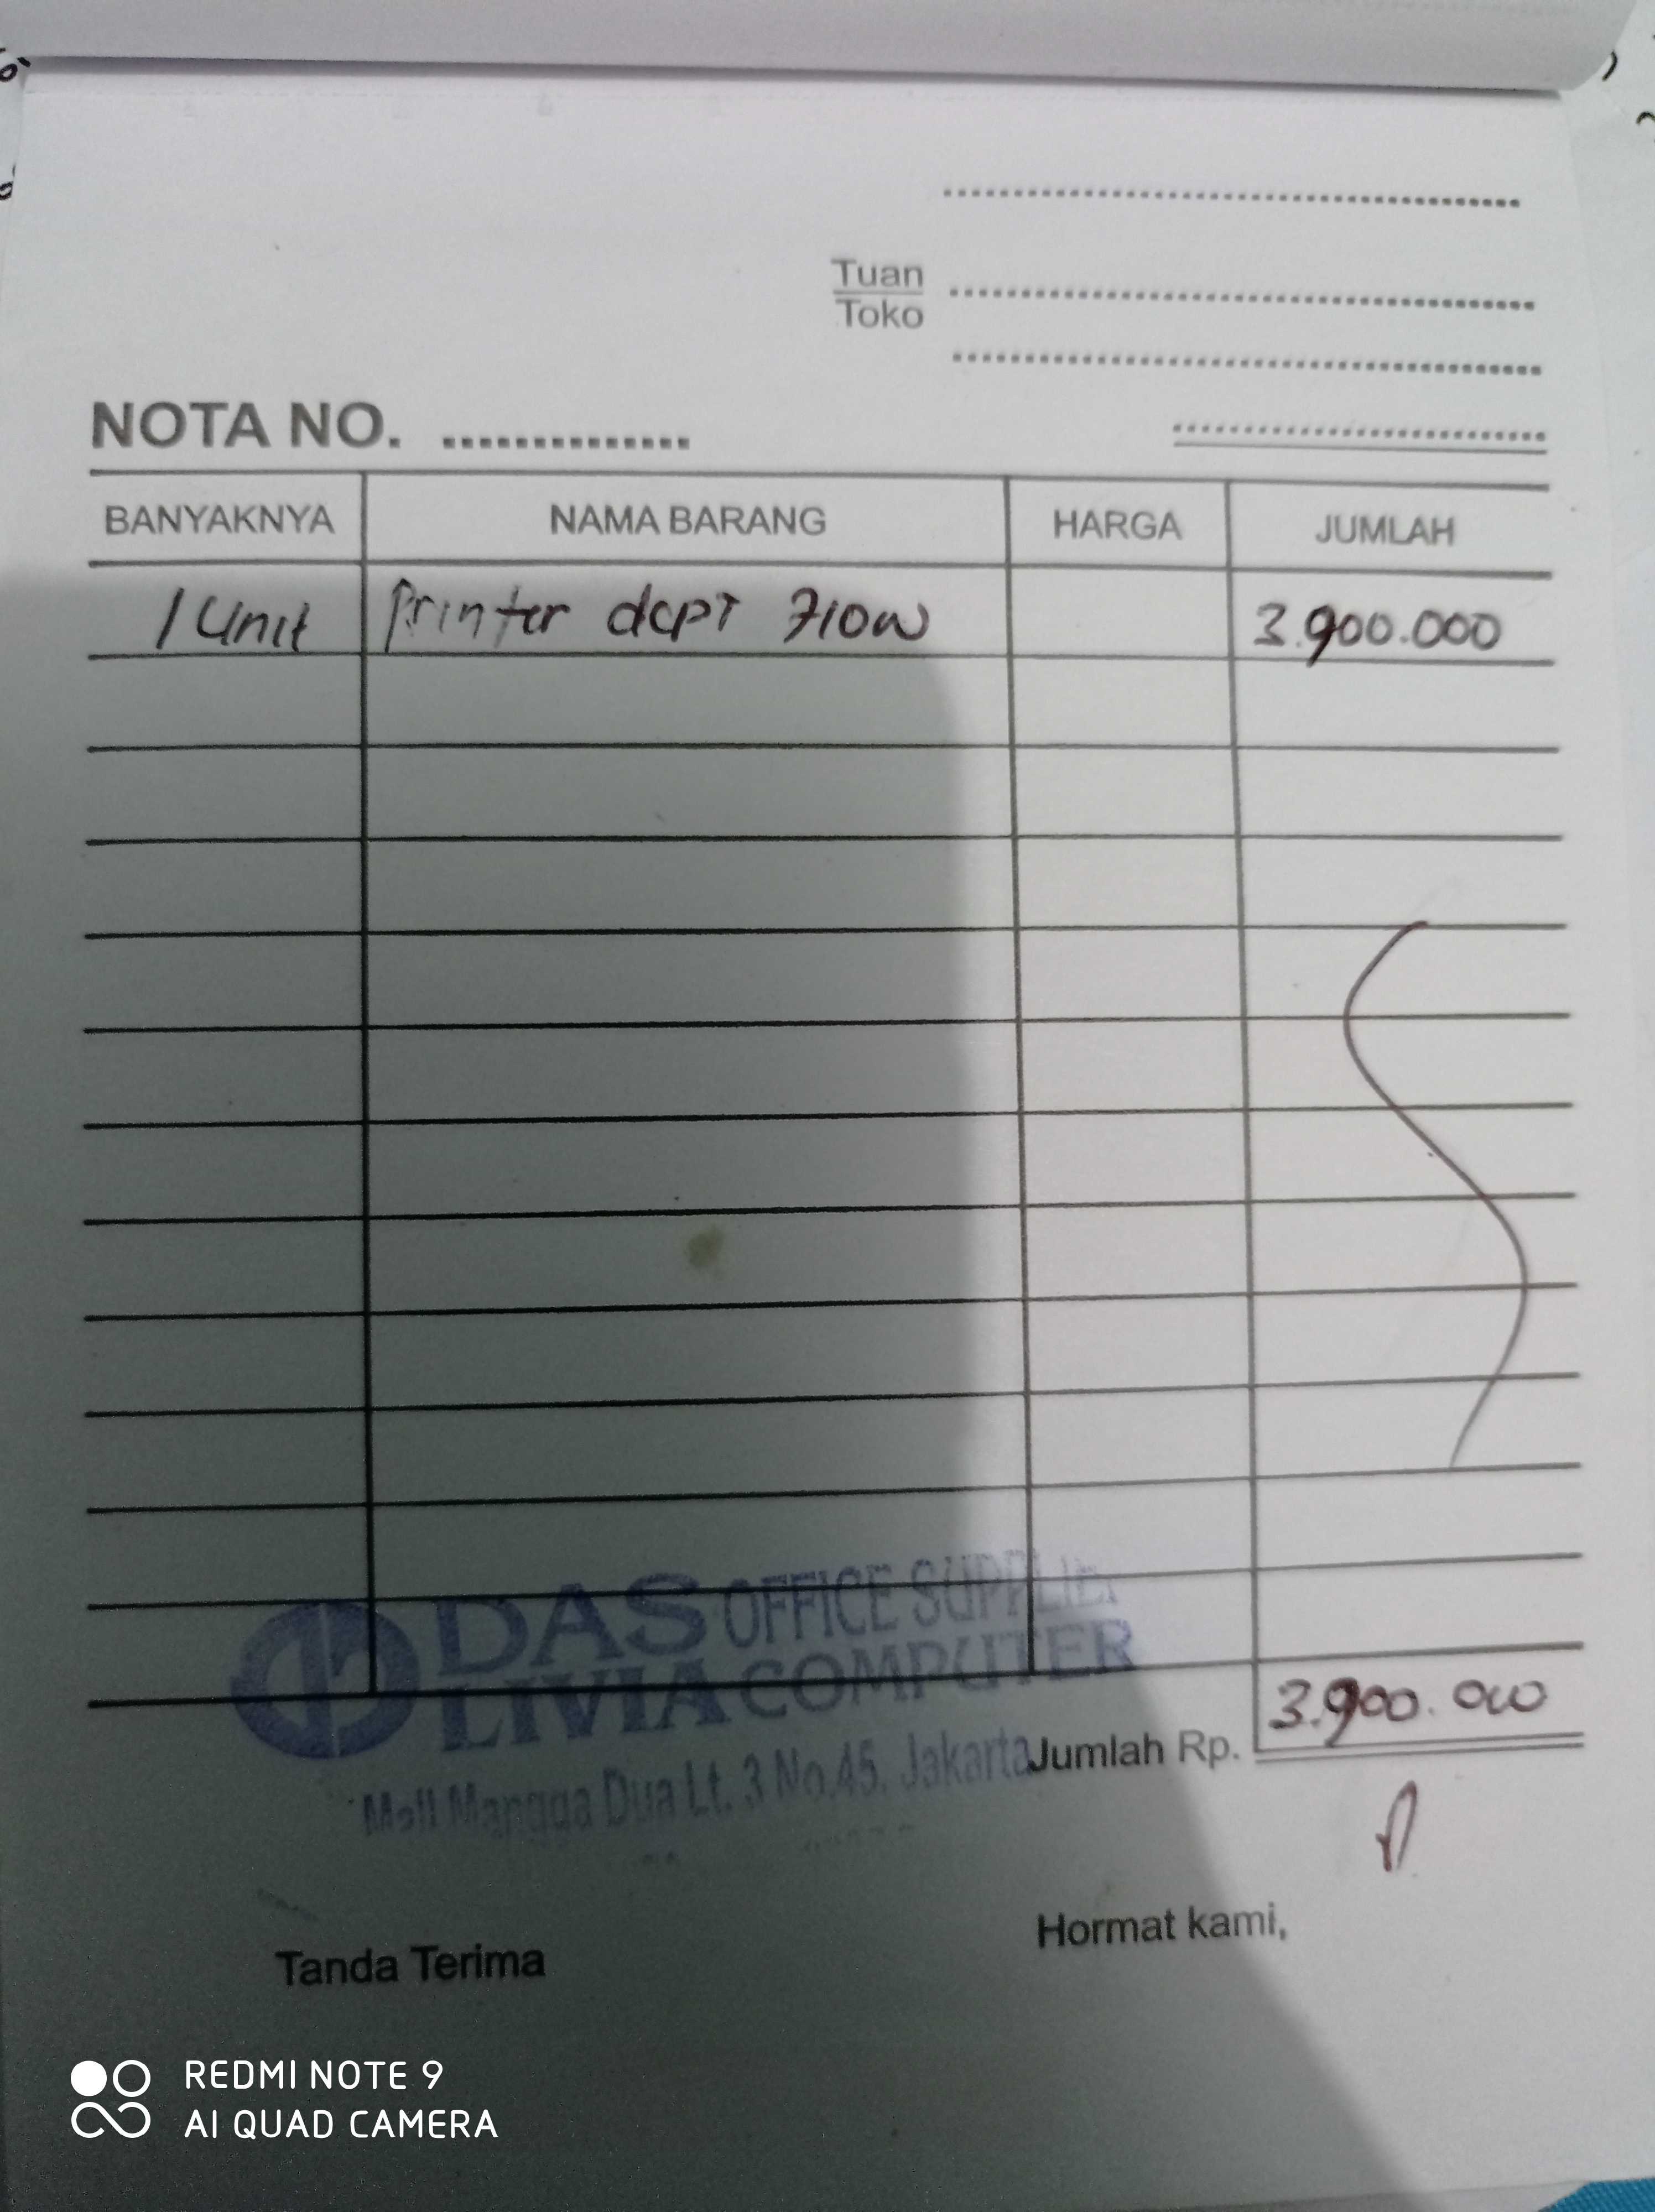 Tuan
Toko
NOTA NO.
BANYAKNYA NAMA BARANG HARGA JUMLAH
1 Unit Printer dcpT 710w 3.900.000
DAS OFFICE SUPPLIER
LIVIA COMPUTER
3.900.000
Jumlah Rp.
Mall Mangga Dua Lt. 3 No.45. Jakarta
Tanda Terima
Hormat kami,
REDMI NOTE 9
AI QUAD CAMERA